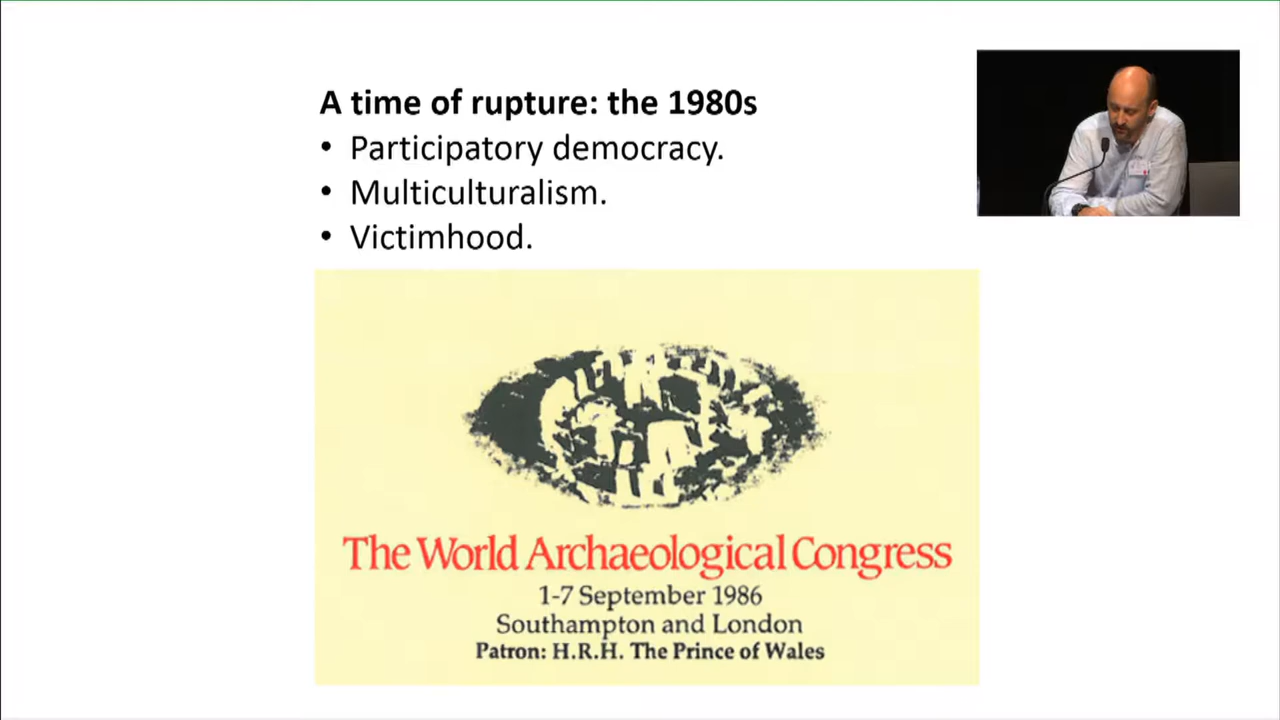 A time of rupture: the 1980s
• Participatory democracy.
• Multiculturalism.
• Victimhood.
The World Archaeological Congress
1-7 September 1986
Southampton and London
Patron: H.R.H. The Prince of Wales